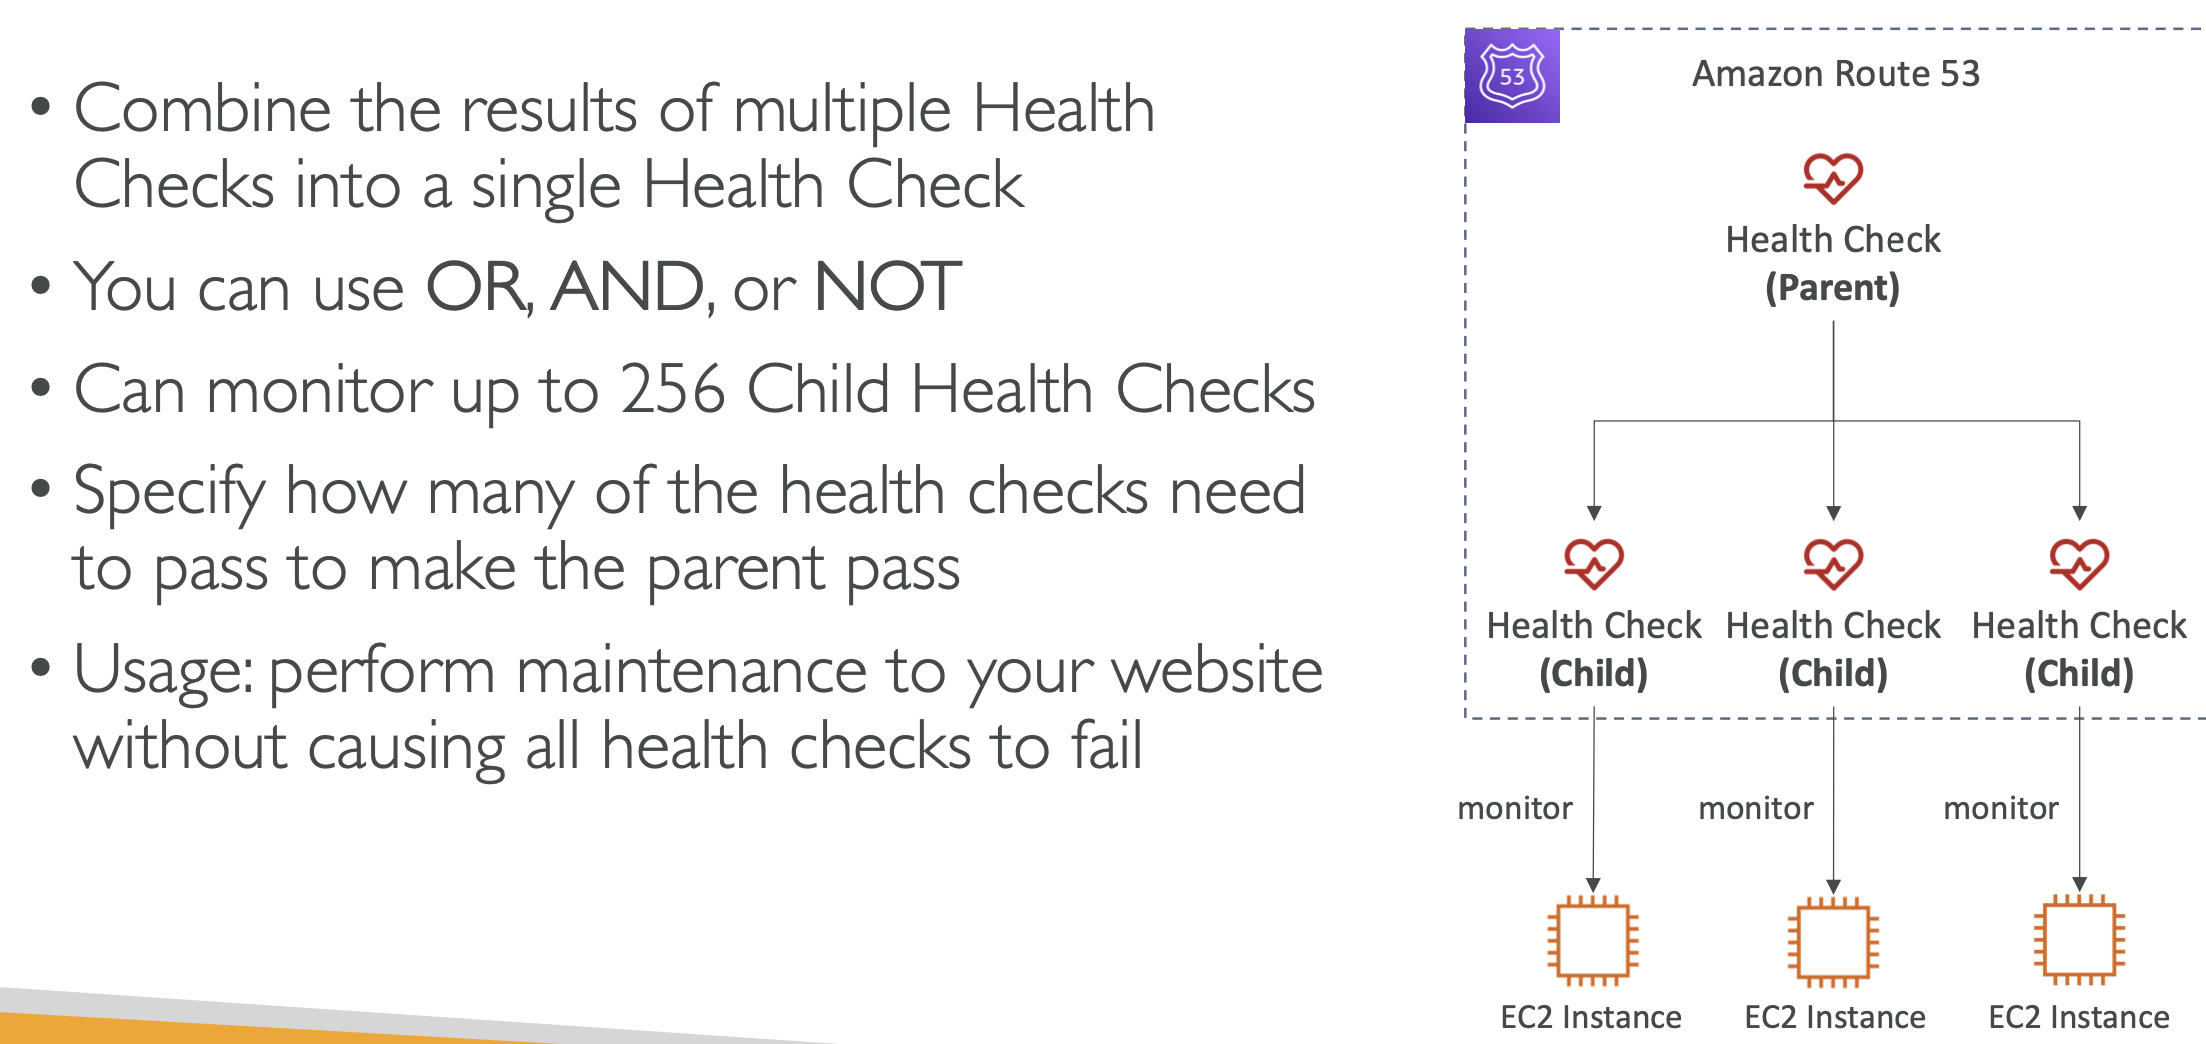 • Combine the results of multiple Health
Checks into a single Health Check
• You can use OR, AND, or NOT
• Can monitor up to 256 Child Health Checks
• Specify how many of the health checks need
to pass to make the parent pass
• Usage: perform maintenance to your website
without causing all health checks to fail
53
Amazon Route 53
Health Check
(Parent)
Health Check
(Child)
Health Check
(Child)
Health Check
(Child)
monitor
monitor
monitor
EC2 Instance
EC2 Instance
EC2 Instance